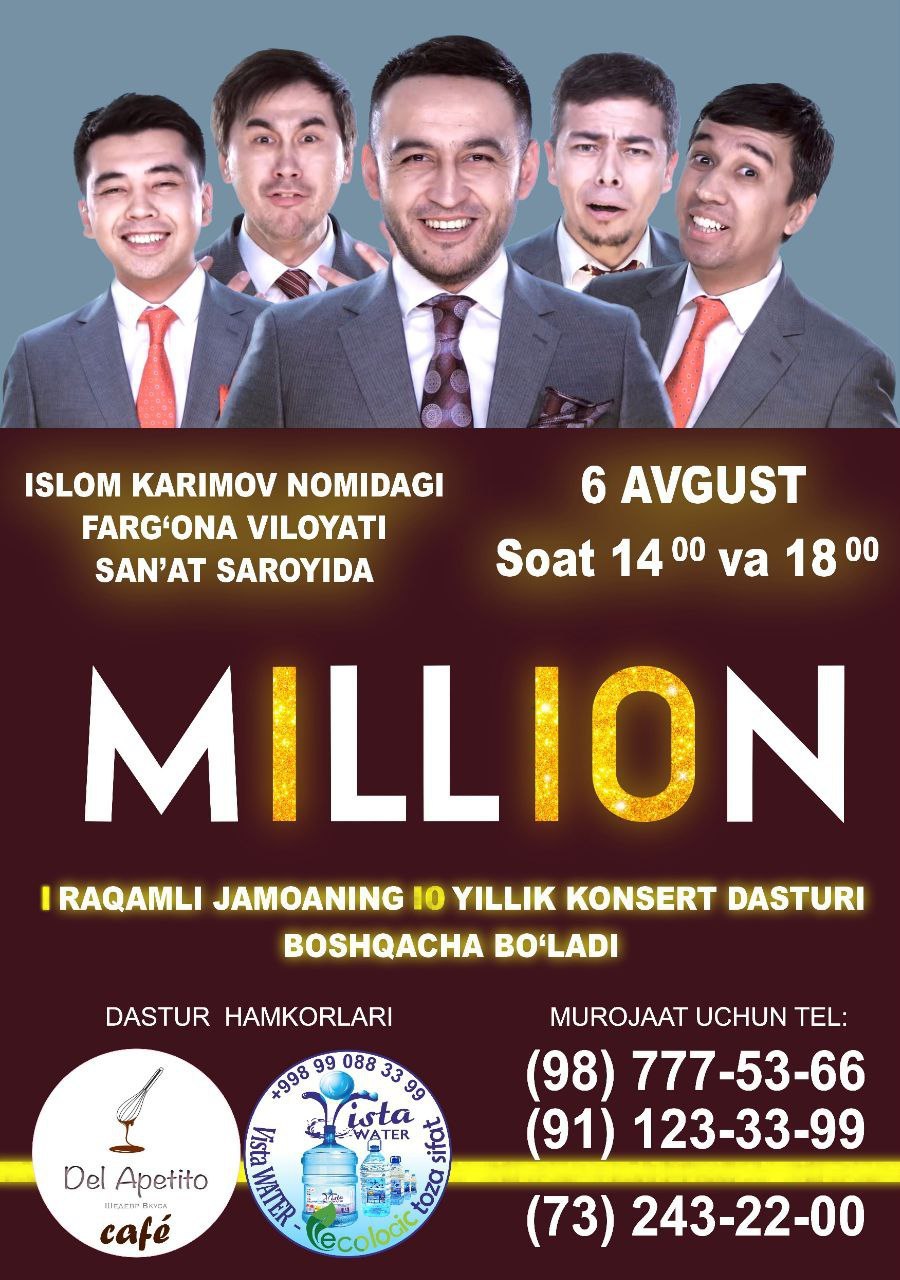 ISLOM KARIMOV NOMIDAGI
FARG‘ONA VILOYATI
SAN’AT SAROYIDA
6 AVGUST
Soat 14 00 va 18 00
MILLION
I RAQAMLI JAMOANING 10 YILLIK KONSERT DASTURI
BOSHQACHA BO‘LADI
DASTUR HAMKORLARI
Del Apetito
Шедевр Вкуса
café
+998 99 088 33 99
Vista
WATER
Vista WATER - ecologic toza sifat
MUROJAAT UCHUN TEL:
(98) 777-53-66
(91) 123-33-99
(73) 243-22-00